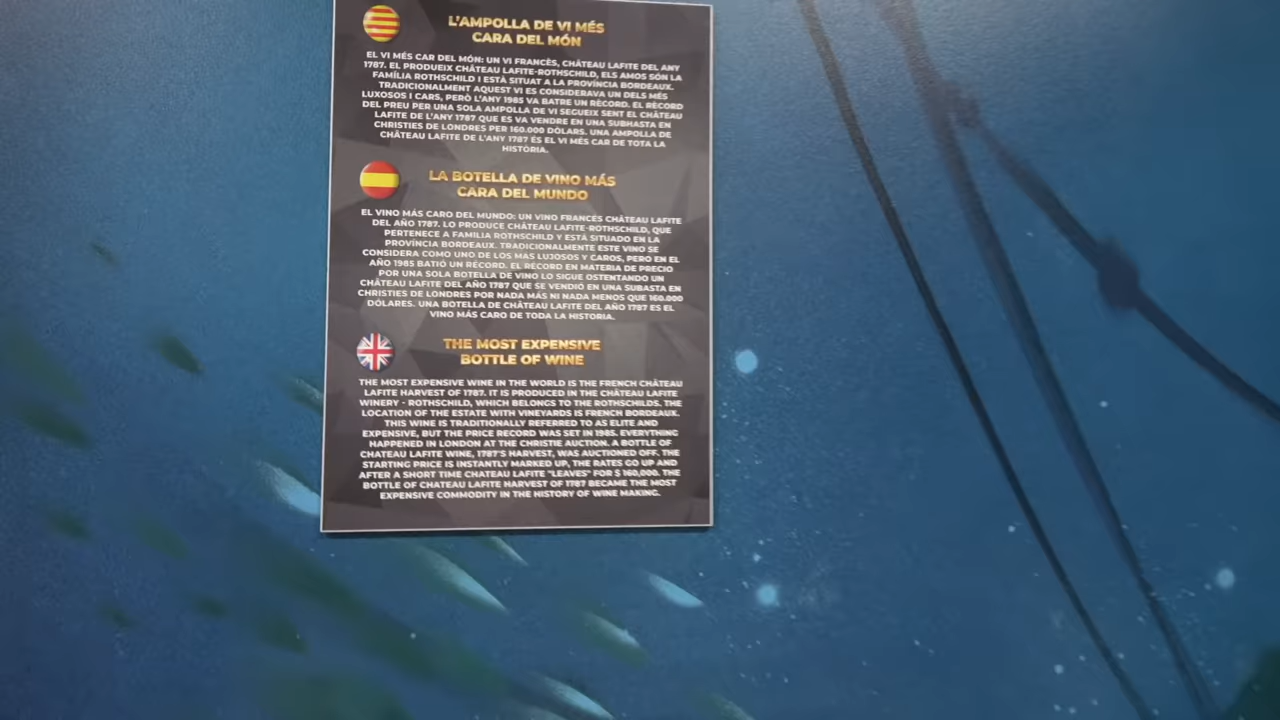 L'AMPOLLA DE VI MÉS
CARA DEL MÓN
EL VI MÉS CAR DEL MÓN: UN VI FRANCÈS, CHÂTEAU LAFITE DEL ANY
1787. EL PRODUEIX CHÂTEAU LAFITE-ROTHSCHILD, ELS AMOS SÓN LA
FAMÍLIA ROTHSCHILD I ESTÀ SITUAT A LA PROVÍNCIA BORDEAUX.
TRADICIONALMENT AQUEST VI ES CONSIDERAVA UN DELS MÉS
LUXOSOS I CARS, PERÒ L'ANY 1985 VA BATRE UN RÈCORD. EL RÈCORD
DEL PREU PER UNA SOLA AMPOLLA DE VI SEGUEIX SENT EL CHÂTEAU
LAFITE DE L'ANY 1787 QUE ES VA VENDRE EN UNA SUBHASTA EN
CHRISTIES DE LONDRES PER 160.000 DÒLARS. UNA AMPOLLA DE
CHÂTEAU LAFITE DE L'ANY 1787 ÉS EL VI MÉS CAR DE TOTA LA
HISTÒRIA.
LA BOTELLA DE VINO MÁS
CARA DEL MUNDO
EL VINO MÁS CARO DEL MUNDO: UN VINO FRANCÉS CHÂTEAU LAFITE
DEL AÑO 1787. LO PRODUCE CHÂTEAU LAFITE-ROTHSCHILD, QUE
PERTENECE A FAMILIA ROTHSCHILD Y ESTÁ SITUADO EN LA
PROVÍNCIA BORDEAUX. TRADICIONALMENTE ESTE VINO SE
CONSIDERA COMO UNO DE LOS MAS LUJOSOS Y CAROS, PERO EN EL
AÑO 1985 BATIÓ UN RÉCORD. EL RÉCORD EN MATERIA DE PRECIO
POR UNA SOLA BOTELLA DE VINO LO SIGUE OSTENTANDO UN
CHÂTEAU LAFITE DEL AÑO 1787 QUE SE VENDIÓ EN UNA SUBASTA EN
CHRISTIES DE LONDRES POR NADA MÁS NI NADA MENOS QUE 160.000
DÓLARES. UNA BOTELLA DE CHÂTEAU LAFITE DEL AÑO 1787 ES EL
VINO MÁS CARO DE TODA LA HISTORIA.
THE MOST EXPENSIVE
BOTTLE OF WINE
THE MOST EXPENSIVE WINE IN THE WORLD IS THE FRENCH CHÂTEAU
LAFITE HARVEST OF 1787. IT IS PRODUCED IN THE CHÂTEAU LAFITE
WINERY - ROTHSCHILD, WHICH BELONGS TO THE ROTHSCHILDS. THE
LOCATION OF THE ESTATE WITH VINEYARDS IS FRENCH BORDEAUX.
THIS WINE IS TRADITIONALLY REFERRED TO AS ELITE AND
EXPENSIVE, BUT THE PRICE RECORD WAS SET IN 1985. EVERYTHING
HAPPENED IN LONDON AT THE CHRISTIE AUCTION. A BOTTLE OF
CHATEAU LAFITE WINE, 1787'S HARVEST, WAS AUCTIONED OFF. THE
STARTING PRICE IS INSTANTLY MARKED UP, THE RATES GO UP AND
AFTER A SHORT TIME CHATEAU LAFITE "LEAVES" FOR $ 160,000. THE
BOTTLE OF CHATEAU LAFITE HARVEST OF 1787 BECAME THE MOST
EXPENSIVE COMMODITY IN THE HISTORY OF WINE MAKING.